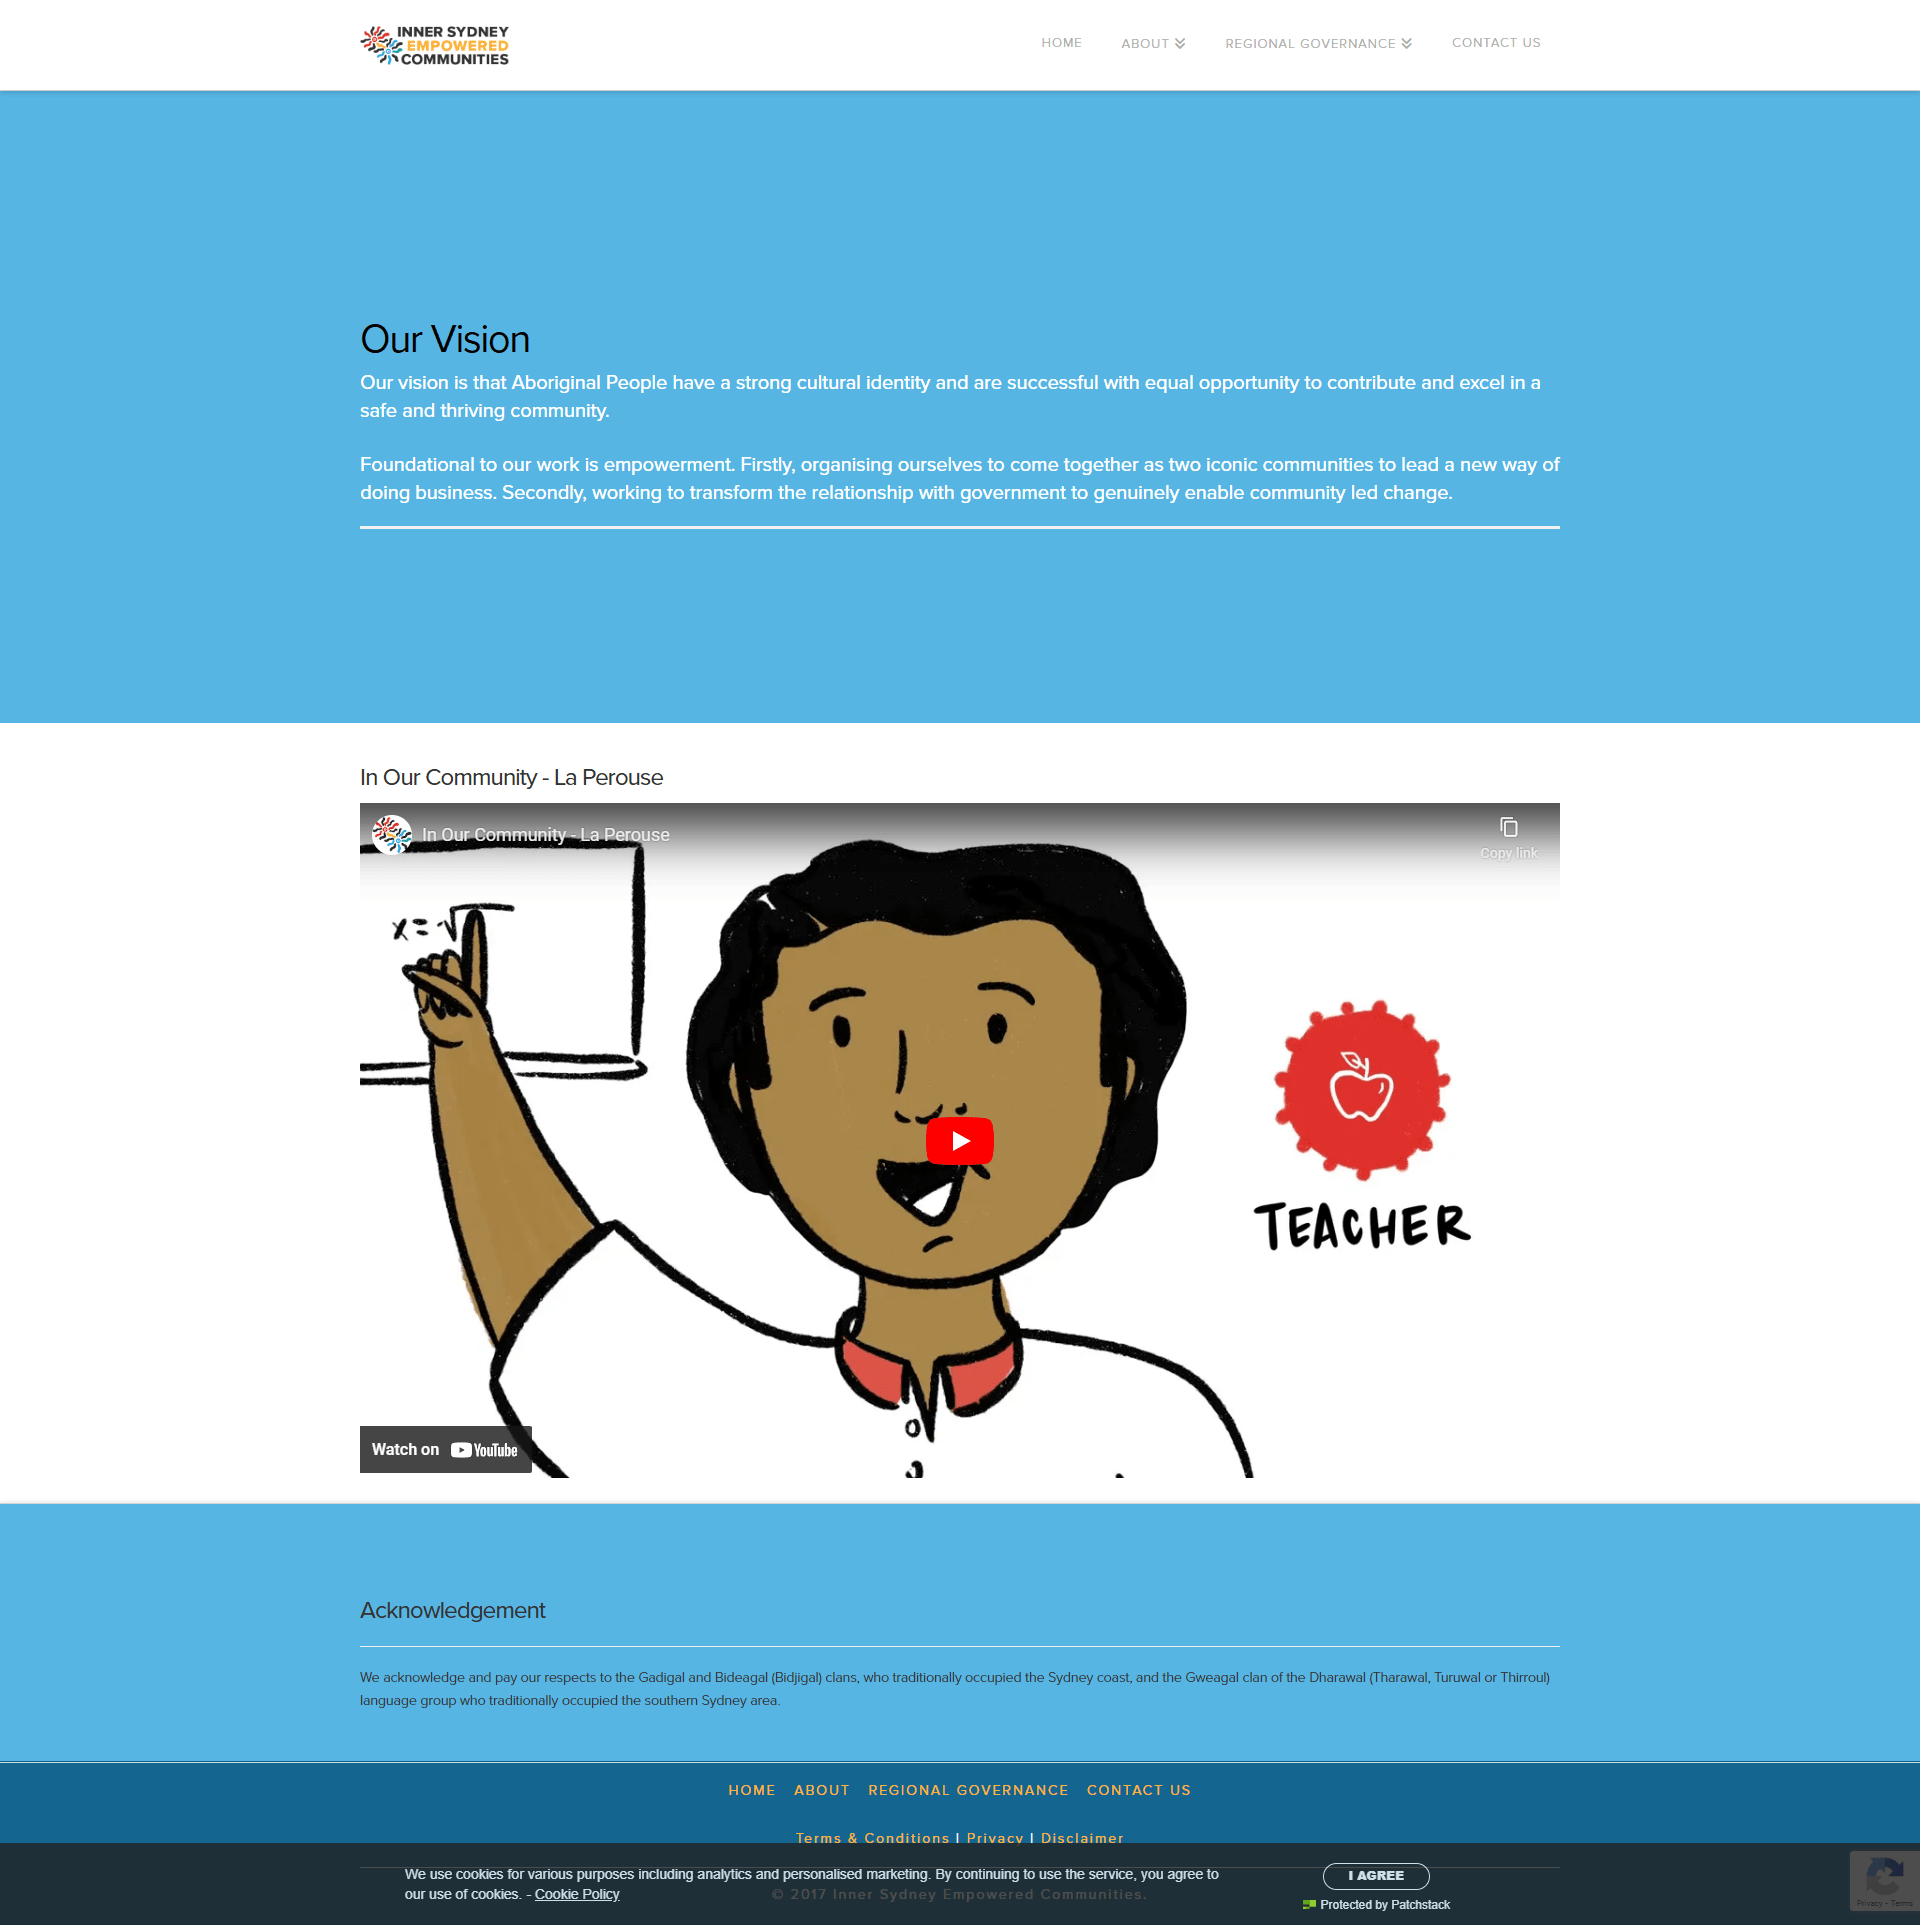 INNER SYDNEY
EMPOWERED
COMMUNITIES
HOME ABOUT REGIONAL GOVERNANCE CONTACT US
Our Vision
Our vision is that Aboriginal People have a strong cultural identity and are successful with equal opportunity to contribute and excel in a
safe and thriving community.
Foundational to our work is empowerment. Firstly, organising ourselves to come together as two iconic communities to lead a new way of
doing business. Secondly, working to transform the relationship with government to genuinely enable community led change.
In Our Community - La Perouse
In Our Community - La Perouse
Copy link
x=√
TEACHER
Watch on YouTube
Acknowledgement
We acknowledge and pay our respects to the Gadigal and Bideagal (Bidjigal) clans, who traditionally occupied the Sydney coast, and the Gweagal clan of the Dharawal (Tharawal, Turuwal or Thirroul)
language group who traditionally occupied the southern Sydney area.
HOME ABOUT REGIONAL GOVERNANCE CONTACT US
Terms & Conditions | Privacy | Disclaimer
We use cookies for various purposes including analytics and personalised marketing. By continuing to use the service, you agree to
our use of cookies. - Cookie Policy
I AGREE
Protected by Patchstack
© 2017 Inner Sydney Empowered Communities.
Privacy - Terms